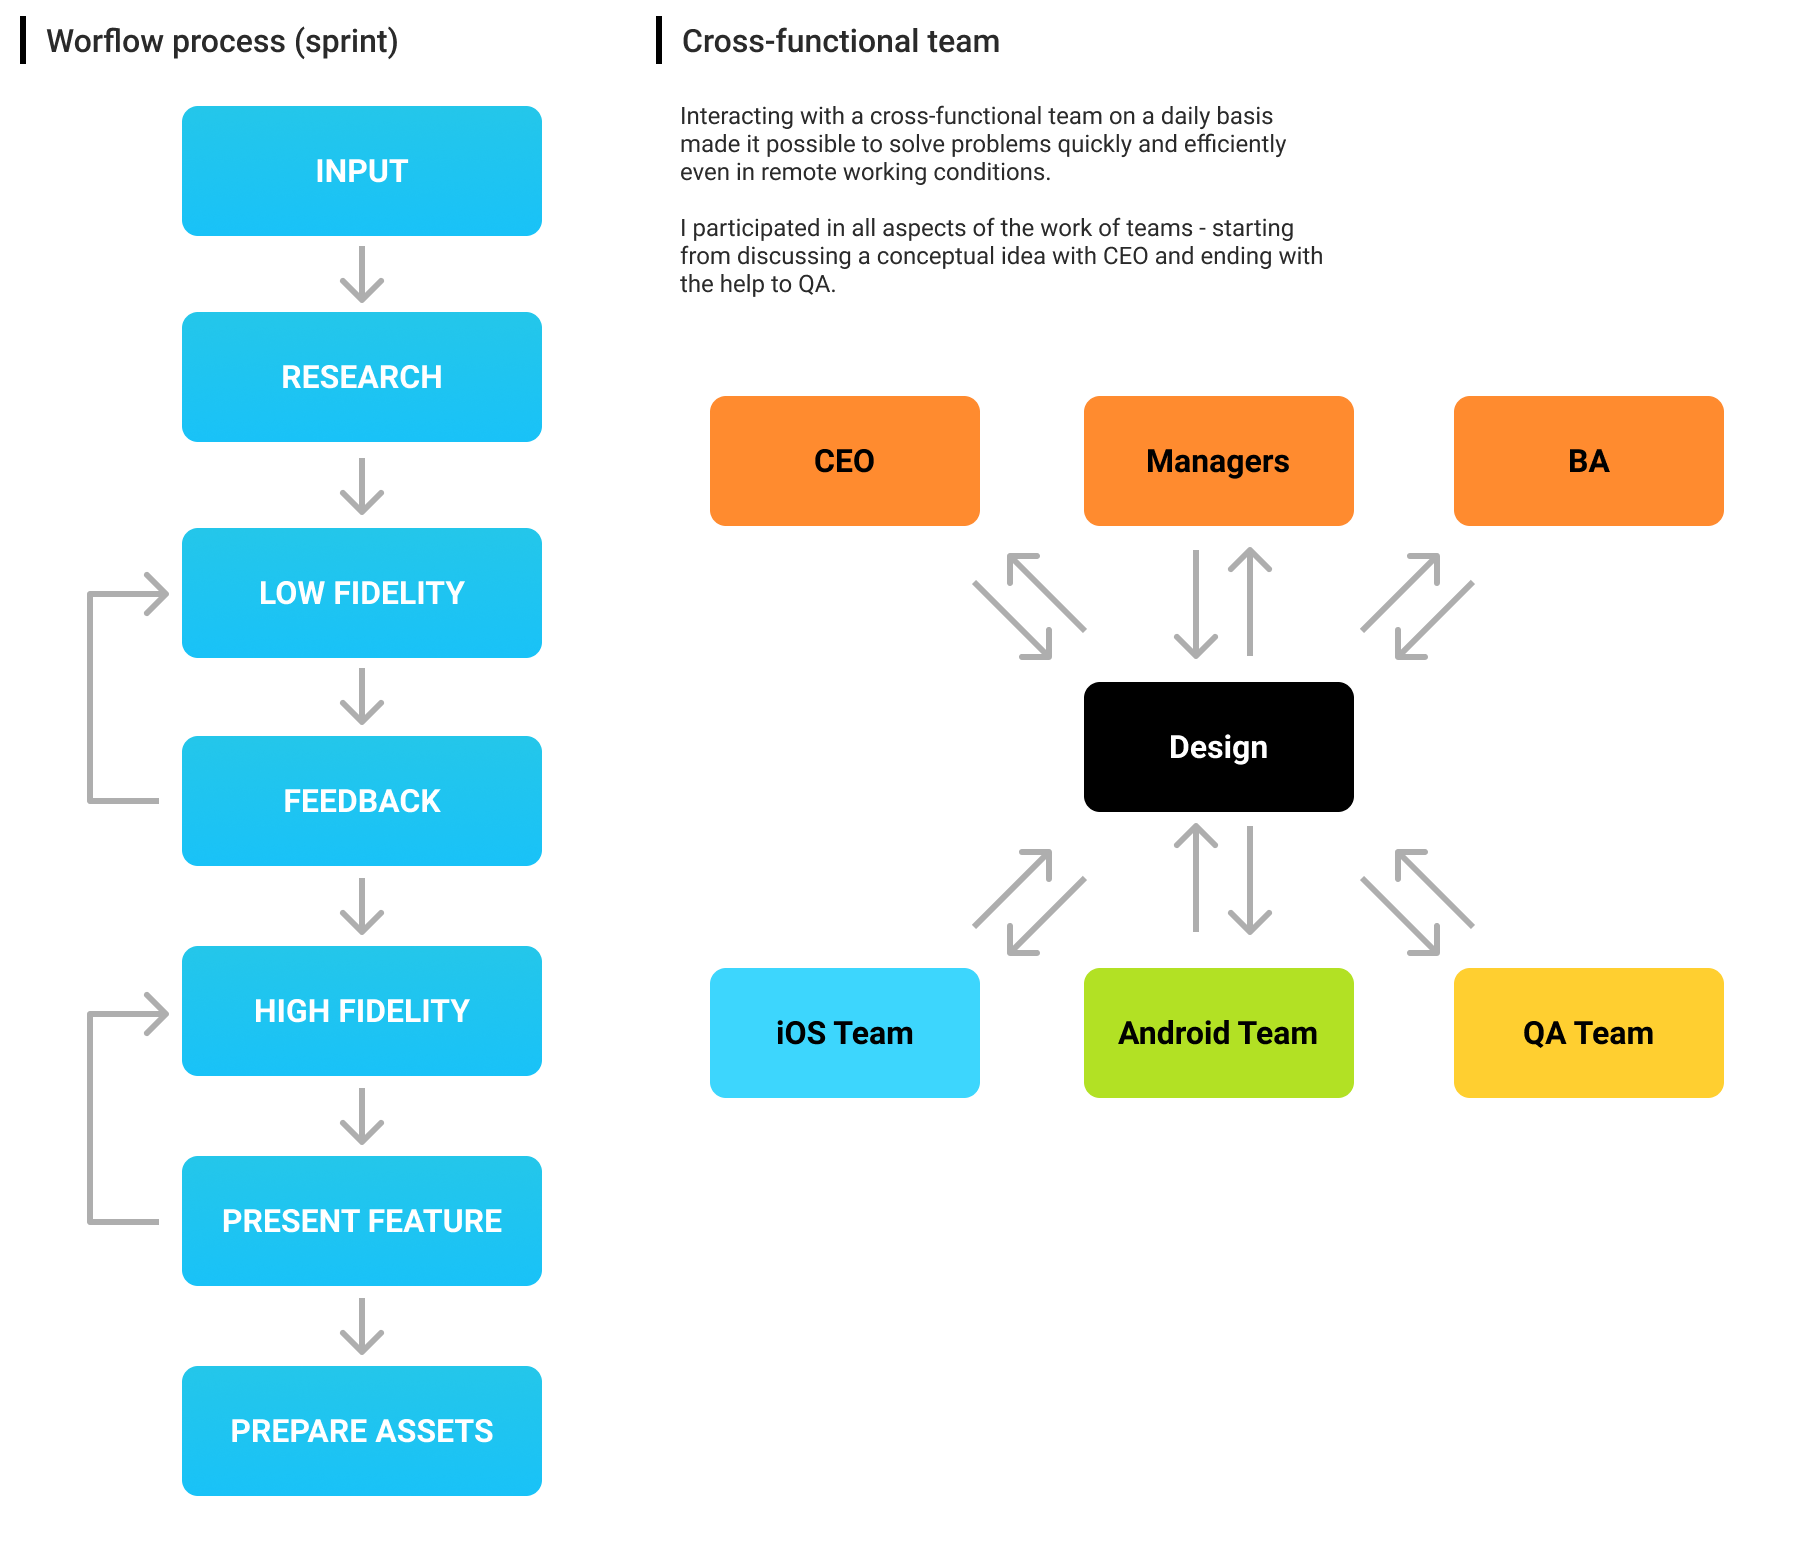 Worflow process (sprint)
INPUT
RESEARCH
LOW FIDELITY
FEEDBACK
HIGH FIDELITY
PRESENT FEATURE
PREPARE ASSETS
Cross-functional team
Interacting with a cross-functional team on a daily basis
made it possible to solve problems quickly and efficiently
even in remote working conditions.
I participated in all aspects of the work of teams - starting
from discussing a conceptual idea with CEO and ending with
the help to QA.
CEO
Managers
BA
Design
iOS Team
Android Team
QA Team